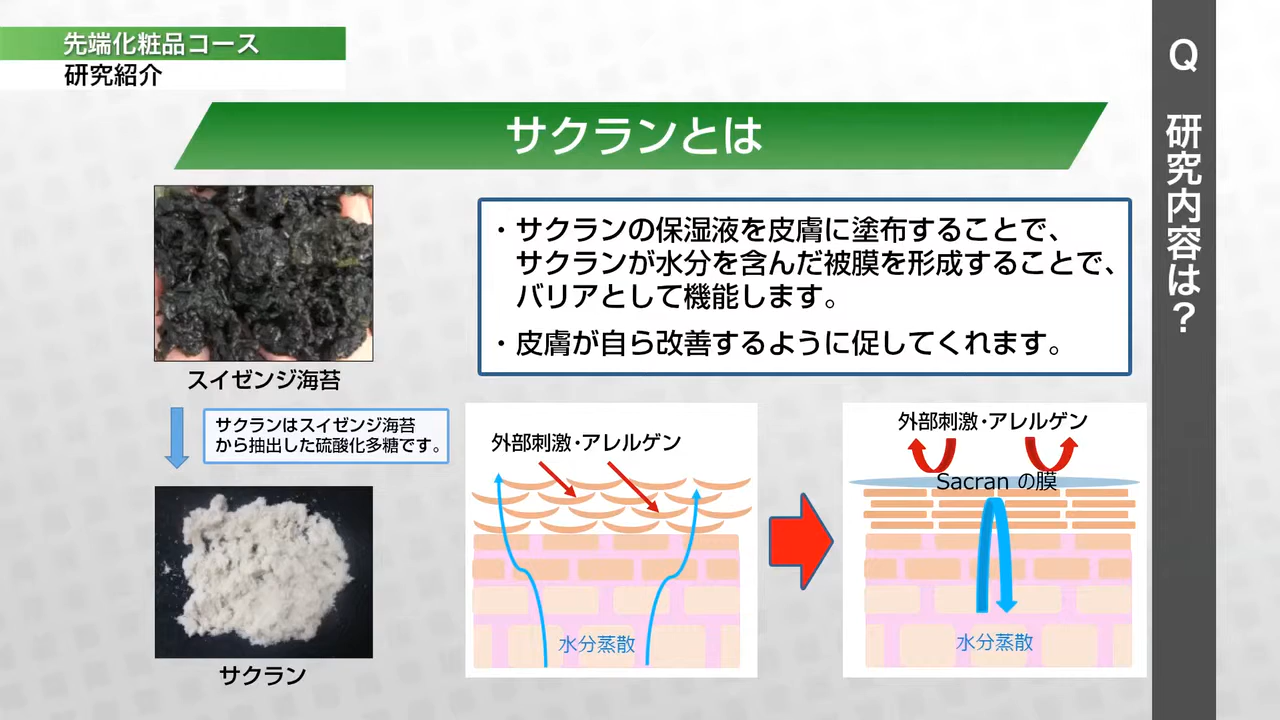 先端化粧品コース
研究紹介
サクランとは
Q 研究内容は？
スイゼンジ海苔
サクランはスイゼンジ海苔
から抽出した硫酸化多糖です。
サクラン
・サクランの保湿液を皮膚に塗布することで、
サクランが水分を含んだ被膜を形成することで、
バリアとして機能します。
・皮膚が自ら改善するように促してくれます。
外部刺激・アレルゲン
水分蒸散
外部刺激・アレルゲン
Sacran の膜
水分蒸散